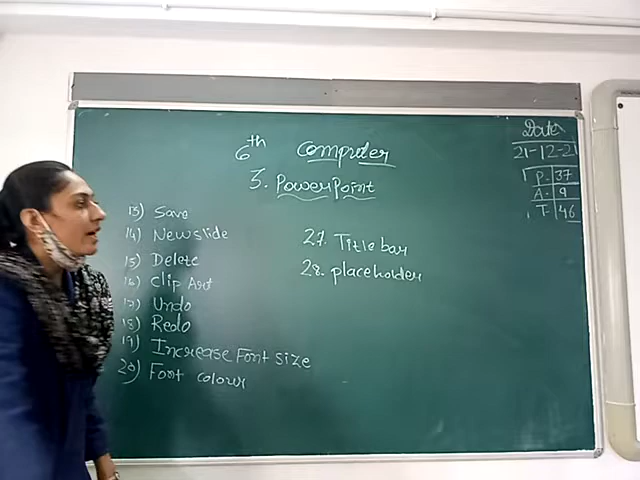 6th Computer
3. PowerPoint
13) Save
14) New slide
15) Delete
16) Clip Art
17) Undo
18) Redo
19) Increase Font size
20) Font colour
27. Title bar
28. placeholder
Date
21-12-21
P. 37
A. 9
T. 46